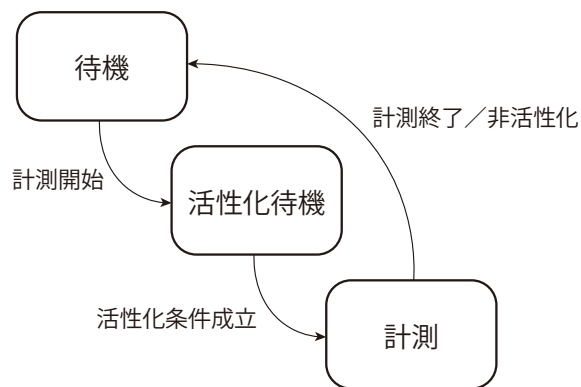 待機
計測終了／非活性化
計測開始
活性化待機
活性化条件成立
計測